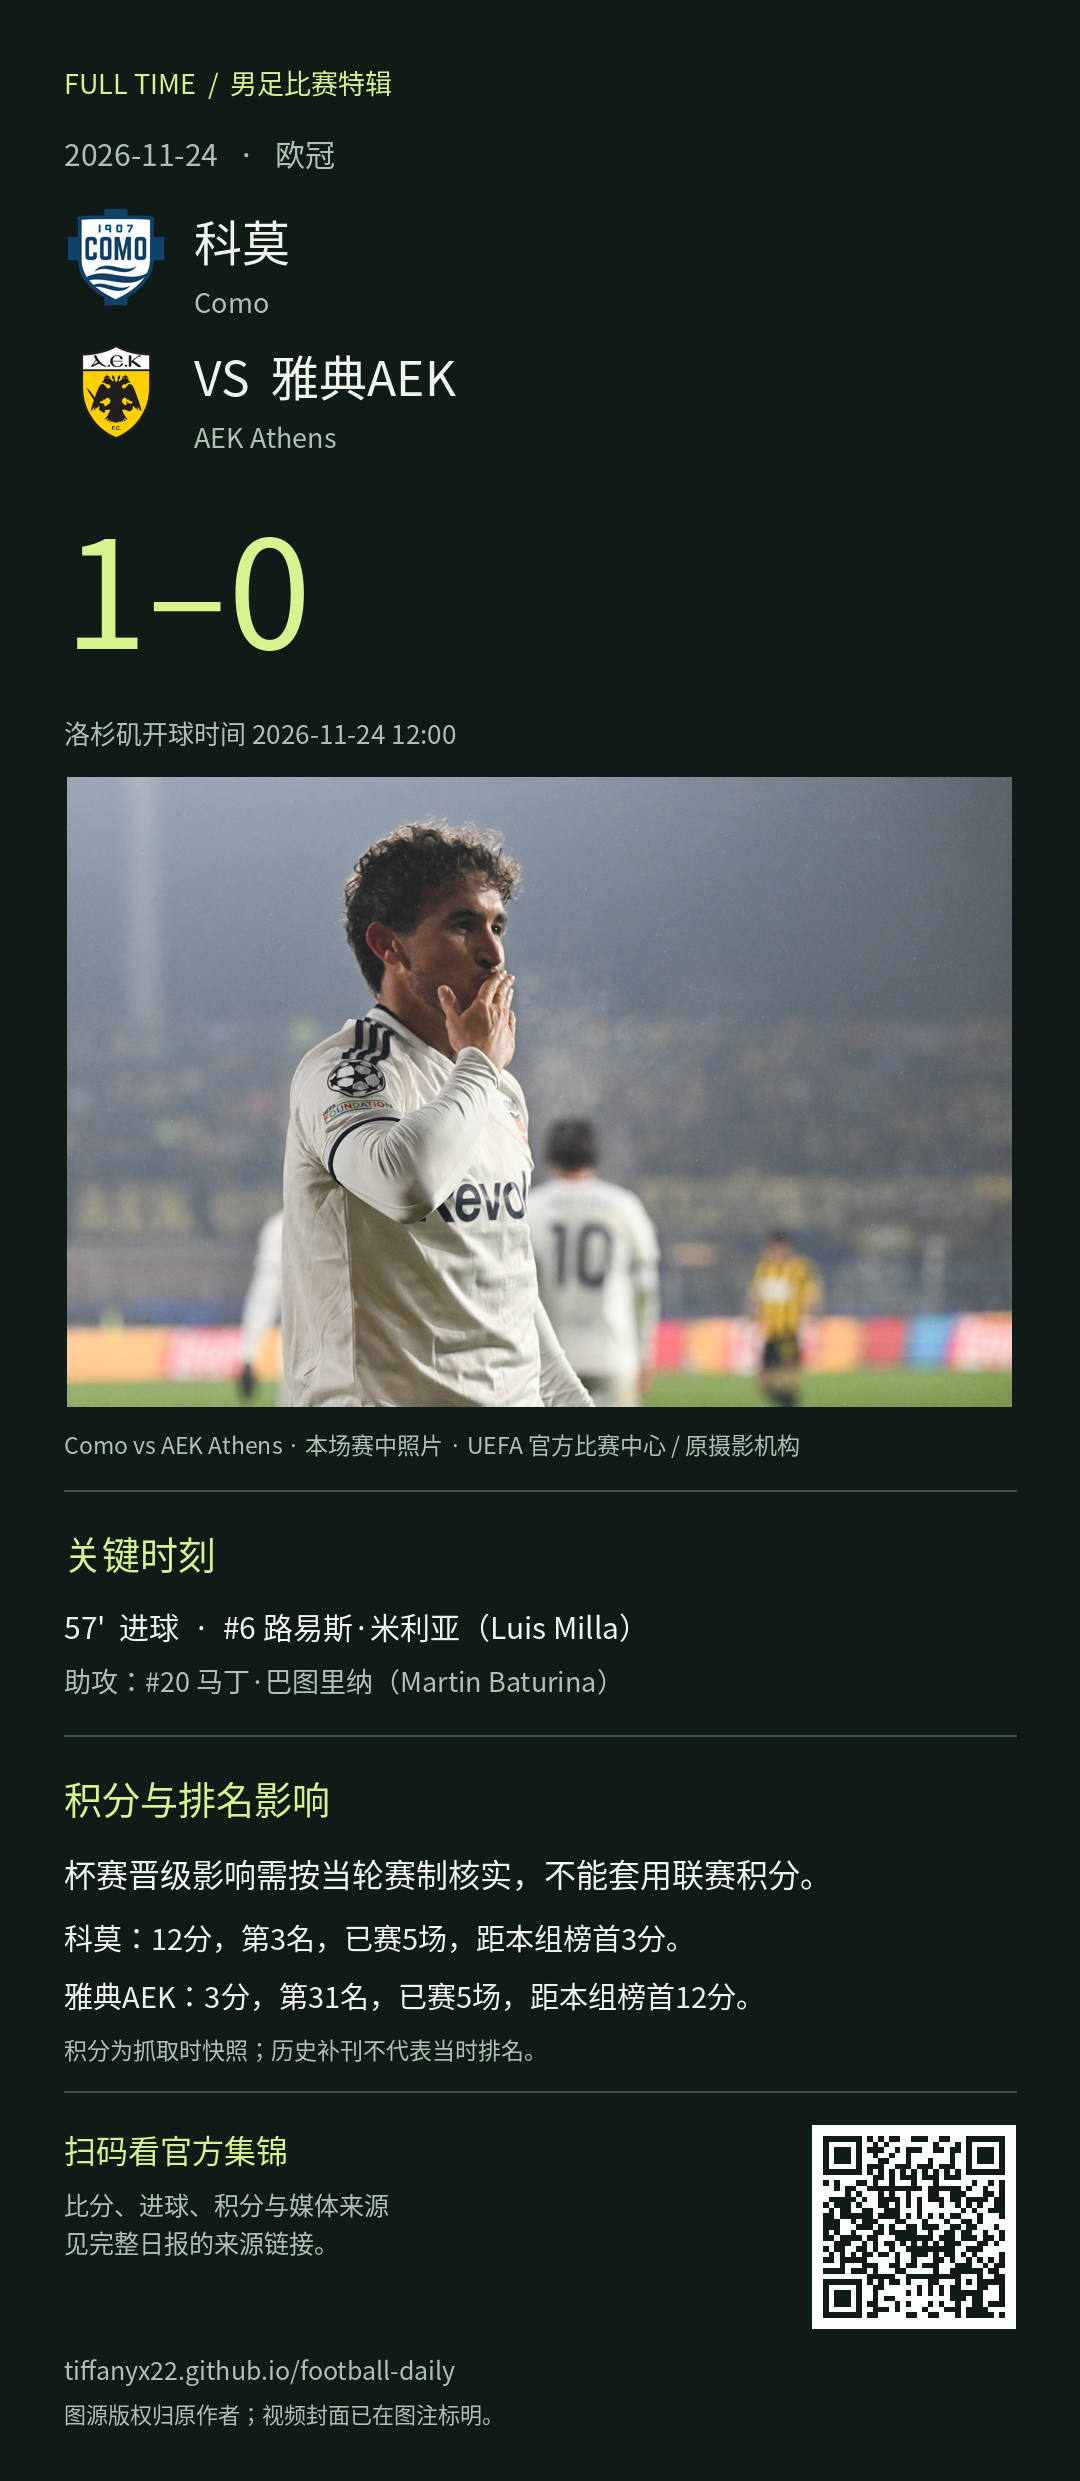 FULL TIME / 男足比赛特辑
2026-11-24 · 欧冠
1907
COMO
科莫
Como
A.E.K
F.C.
VS 雅典AEK
AEK Athens
1–0
洛杉矶开球时间 2026-11-24 12:00
FOUNDATION
Revol
10
Como vs AEK Athens · 本场赛中照片 · UEFA 官方比赛中心 / 原摄影机构
关键时刻
57' 进球 · #6 路易斯·米利亚（Luis Milla）
助攻：#20 马丁·巴图里纳（Martin Baturina）
积分与排名影响
杯赛晋级影响需按当轮赛制核实，不能套用联赛积分。
科莫：12分，第3名，已赛5场，距本组榜首3分。
雅典AEK：3分，第31名，已赛5场，距本组榜首12分。
积分为抓取时快照；历史补刊不代表当时排名。
扫码看官方集锦
比分、进球、积分与媒体来源
见完整日报的来源链接。
tiffanyx22.github.io/football-daily
图源版权归原作者；视频封面已在图注标明。